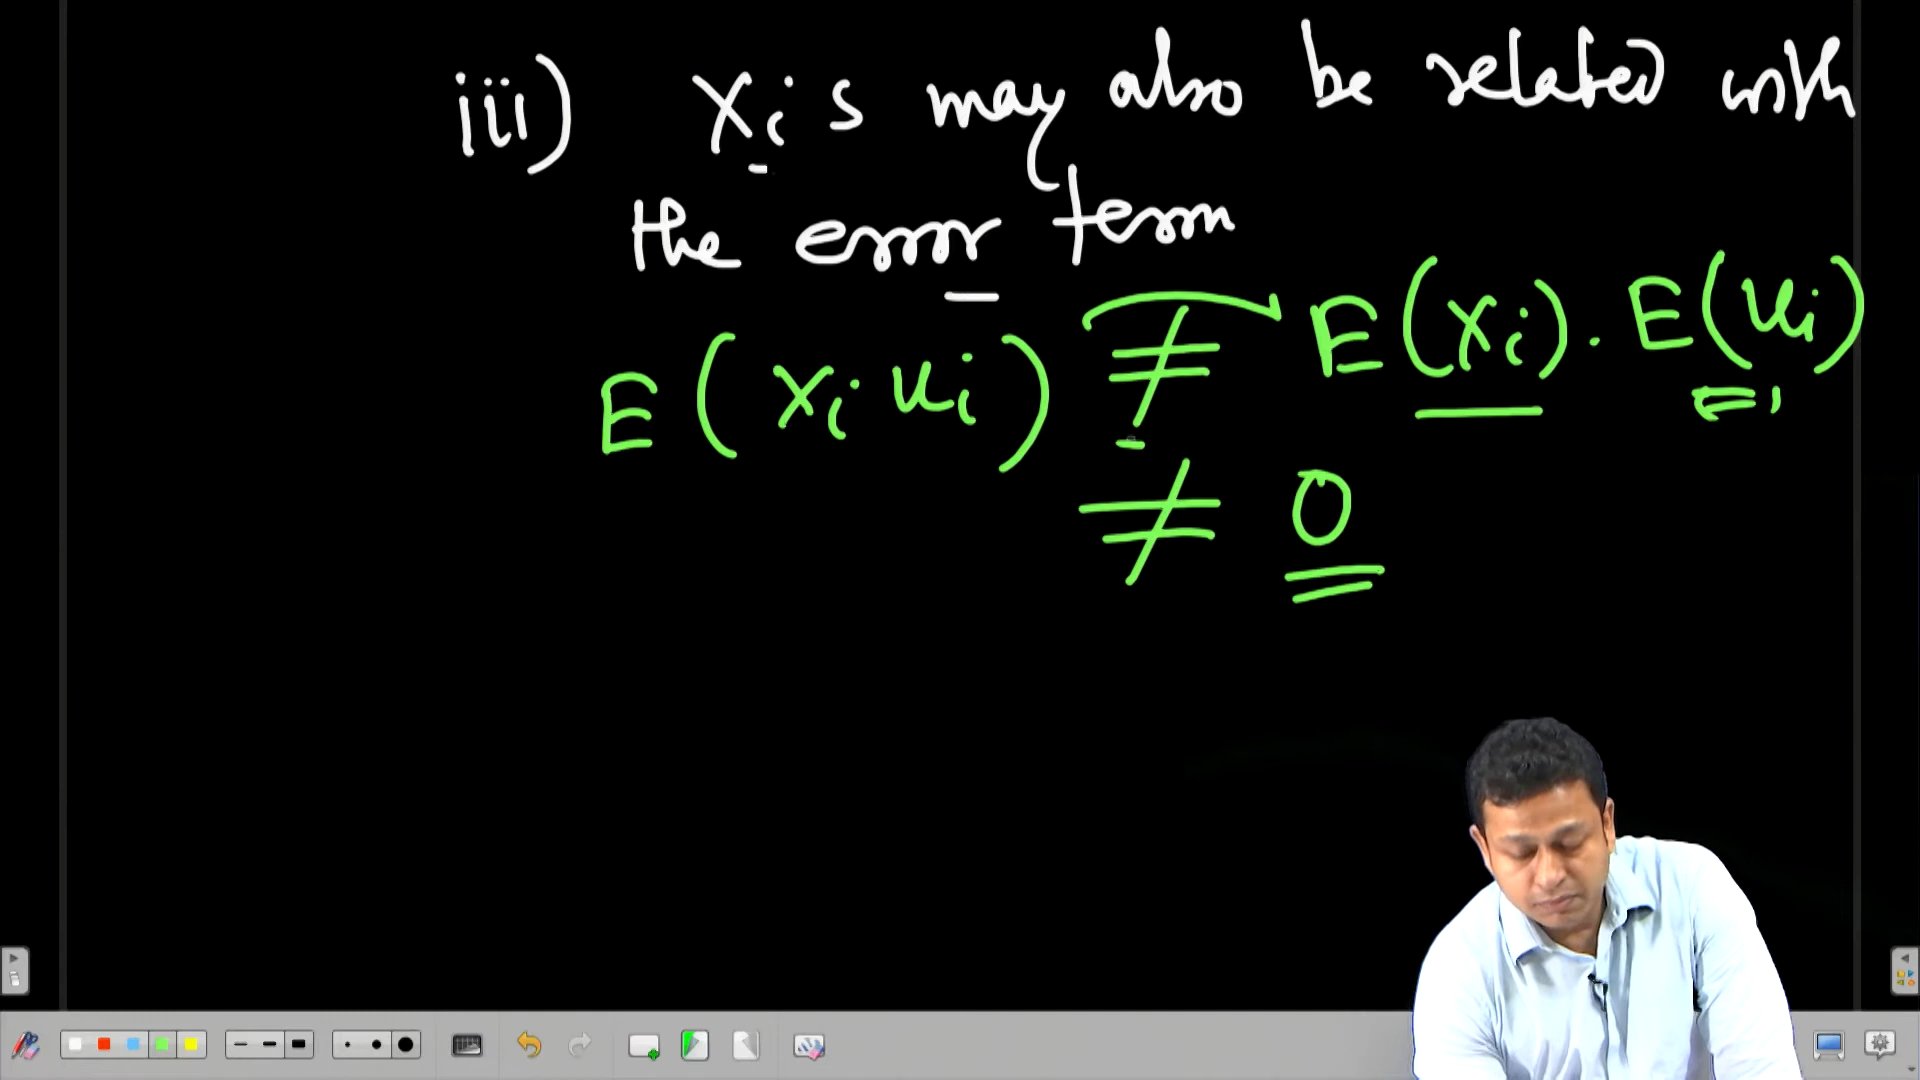 iii) Xi s may also be related with
the error term
E(Xi ui) ≠ E(Xi) . E(ui)
≠ 0